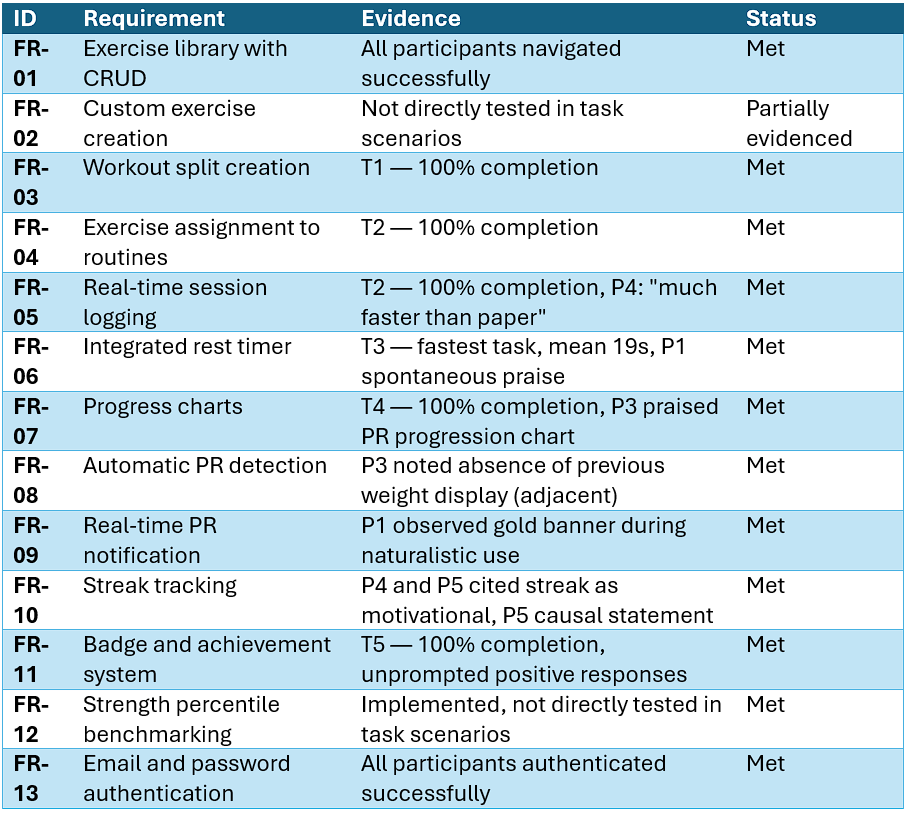 ID Requirement Evidence Status
FR- Exercise library with All participants navigated Met
01 CRUD successfully
FR- Custom exercise Not directly tested in task Partially
02 creation scenarios evidenced
FR- Workout split creation T1 — 100% completion Met
03
FR- Exercise assignment to T2 — 100% completion Met
04 routines
FR- Real-time session T2 — 100% completion, P4: "much Met
05 logging faster than paper"
FR- Integrated rest timer T3 — fastest task, mean 19s, P1 Met
06 spontaneous praise
FR- Progress charts T4 — 100% completion, P3 praised Met
07 PR progression chart
FR- Automatic PR detection P3 noted absence of previous Met
08 weight display (adjacent)
FR- Real-time PR P1 observed gold banner during Met
09 notification naturalistic use
FR- Streak tracking P4 and P5 cited streak as Met
10 motivational, P5 causal statement
FR- Badge and achievement T5 — 100% completion, Met
11 system unprompted positive responses
FR- Strength percentile Implemented, not directly tested in Met
12 benchmarking task scenarios
FR- Email and password All participants authenticated Met
13 authentication successfully